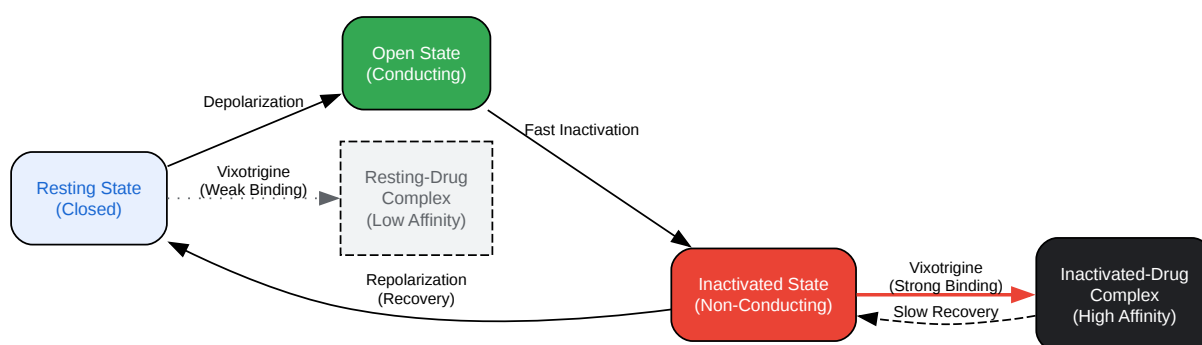 Open State
(Conducting)
Depolarization
Fast Inactivation
Vixotrigine
(Weak Binding)
Resting-Drug
Complex
(Low Affinity)
Resting State
(Closed)
Repolarization
(Recovery)
Inactivated State
(Non-Conducting)
Vixotrigine
(Strong Binding)
Slow Recovery
Inactivated-Drug
Complex
(High Affinity)